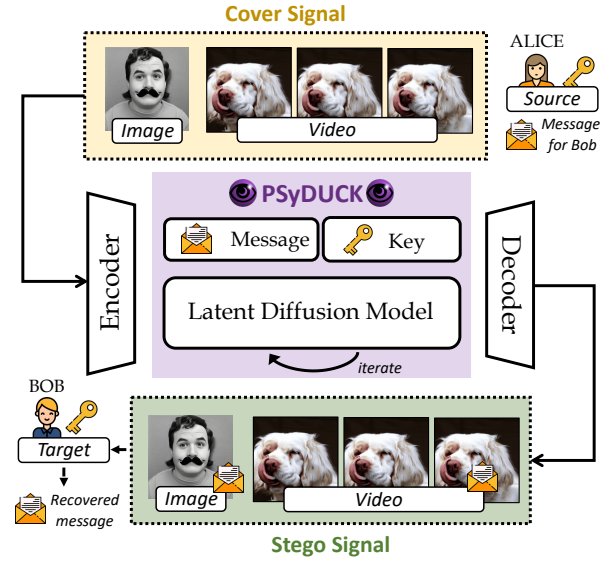 Cover Signal
ALICE
Image
Video
Source
Message
for Bob
PSyDUCK
Message
Key
Encoder
Decoder
Latent Diffusion Model
iterate
BOB
Target
Recovered
message
Image
Video
Stego Signal